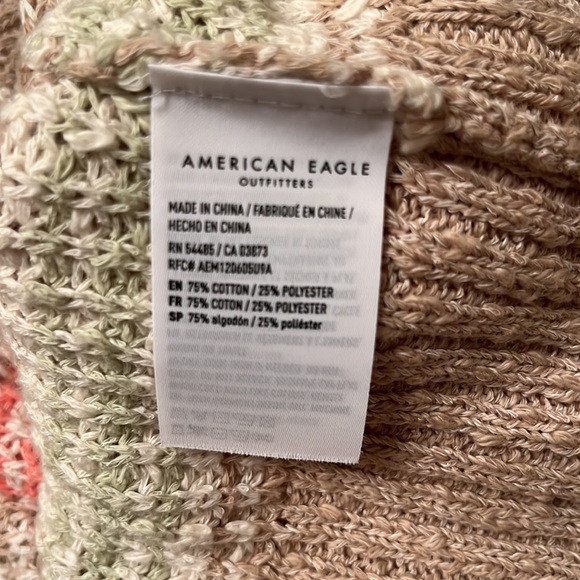 AMERICAN EAGLE
OUTFITTERS
MADE IN CHINA / FABRIQUÉ EN CHINE /
HECHO EN CHINA
RN 54485 / CA 03873
RFC# AEM120605U9A
EN 75% COTTON / 25% POLYESTER
FR 75% COTON / 25% POLYESTER
SP 75% algodón / 25% poliéster